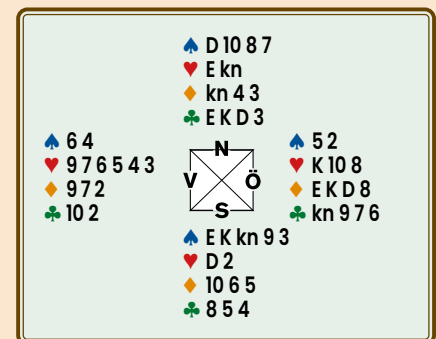 ♠ D 10 8 7
♥ E kn
♦ kn 4 3
♣ E K D 3
♠ 6 4
♥ 9 7 6 5 4 3
♦ 9 7 2
♣ 10 2
N
V Ö
S
♠ 5 2
♥ K 10 8
♦ E K D 8
♣ kn 9 7 6
♠ E K kn 9 3
♥ D 2
♦ 10 6 5
♣ 8 5 4